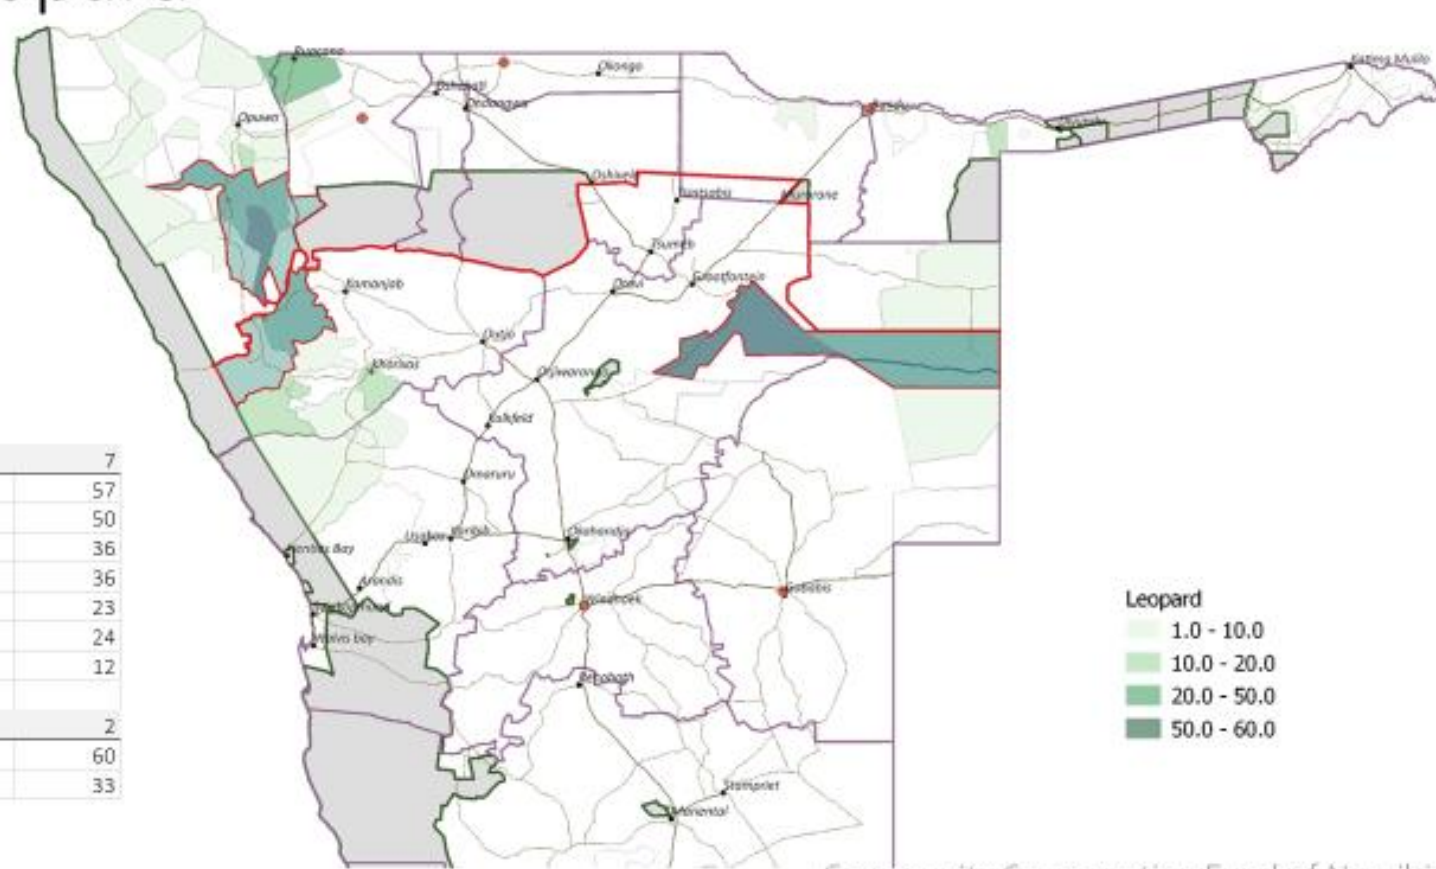 Ruacana
Okongo
Katima Mulilo
Oshakati
Ondangwa
Opuwo
Rundu
Oshivelo
Tsintsabis
Mururane
Tsumeb
Grootfontein
Kamanjab
Otavi
Outjo
Khorixas
Otjiwarongo
Kalkfeld
Omaruru
Usakos
Karibib
Okahandja
Hentias Bay
Arandis
Windhoek
Gobabis
Swakopmund
Walvis bay
Rehoboth
Stampriet
Mariental
7
57
50
36
36
23
24
12
2
60
33
Leopard
1.0 - 10.0
10.0 - 20.0
20.0 - 50.0
50.0 - 60.0